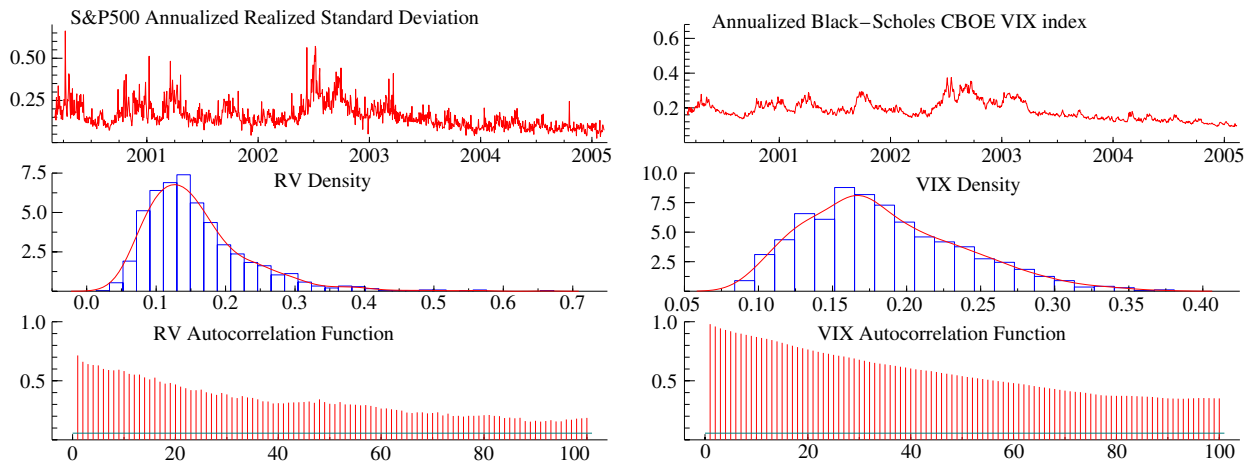 S&P500 Annualized Realized Standard Deviation
0.50
0.25
2001 2002 2003 2004 2005
Annualized Black−Scholes CBOE VIX index
0.6
0.4
0.2
2001 2002 2003 2004 2005
RV Density
7.5
5.0
2.5
0.0 0.1 0.2 0.3 0.4 0.5 0.6 0.7
VIX Density
10.0
7.5
5.0
2.5
0.05 0.10 0.15 0.20 0.25 0.30 0.35 0.40
RV Autocorrelation Function
1.0
0.5
0 20 40 60 80 100
VIX Autocorrelation Function
1.0
0.5
0 20 40 60 80 100